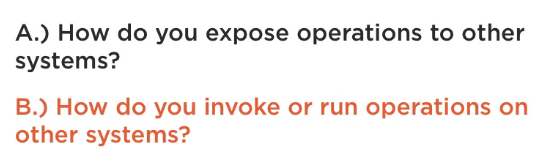 A.) How do you expose operations to other
systems?
B.) How do you invoke or run operations on
other systems?